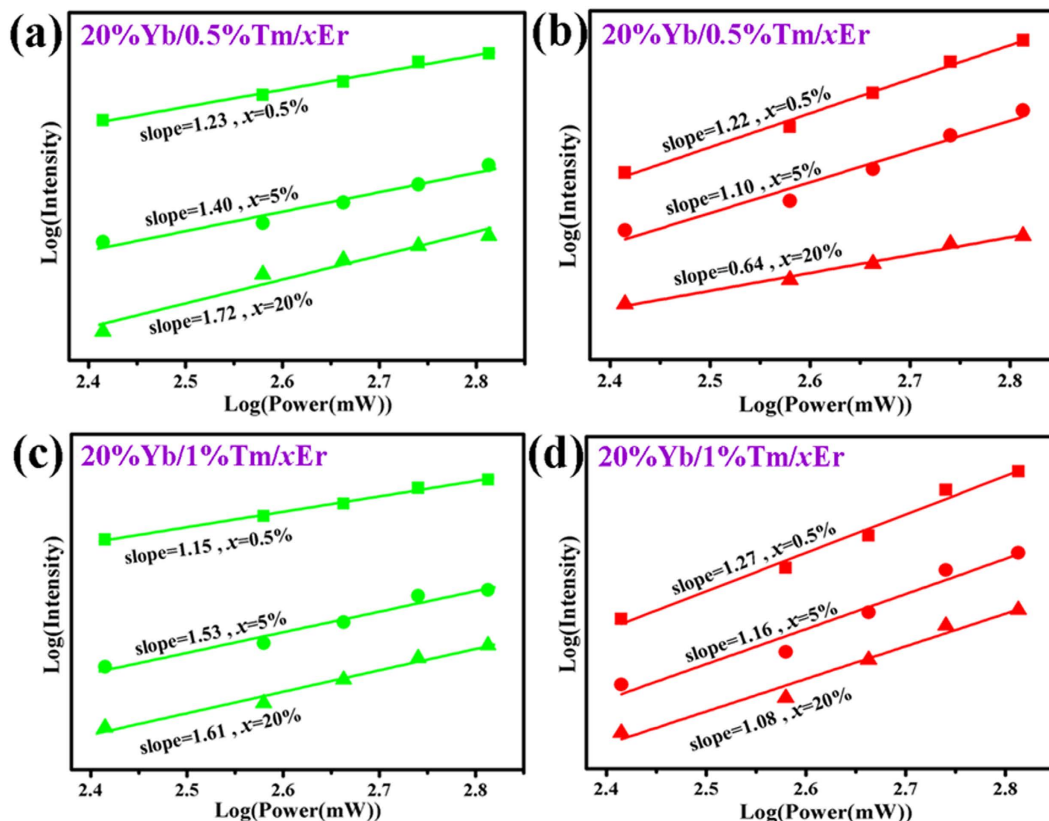 (a)
20%Yb/0.5%Tm/xEr
slope=1.23 , x=0.5%
slope=1.40 , x=5%
slope=1.72 , x=20%
Log(Intensity)
2.4 2.5 2.6 2.7 2.8
Log(Power(mW))
(b)
20%Yb/0.5%Tm/xEr
slope=1.22 , x=0.5%
slope=1.10 , x=5%
slope=0.64 , x=20%
Log(Intensity)
2.4 2.5 2.6 2.7 2.8
Log(Power(mW))
(c)
20%Yb/1%Tm/xEr
slope=1.15 , x=0.5%
slope=1.53 , x=5%
slope=1.61 , x=20%
Log(Intensity)
2.4 2.5 2.6 2.7 2.8
Log(Power(mW))
(d)
20%Yb/1%Tm/xEr
slope=1.27 , x=0.5%
slope=1.16 , x=5%
slope=1.08 , x=20%
Log(Intensity)
2.4 2.5 2.6 2.7 2.8
Log(Power(mW))